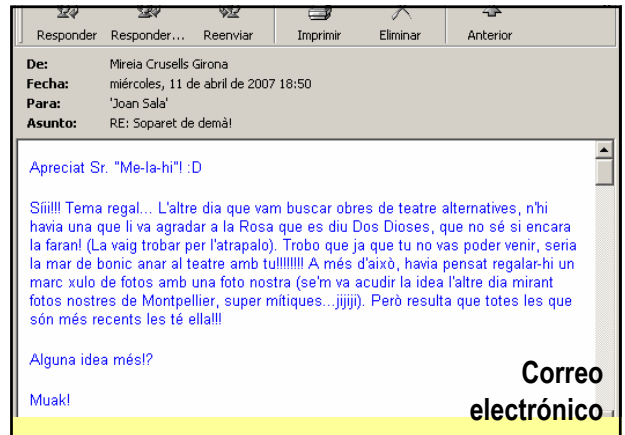 Responder Responder... Reenviar Imprimir Eliminar Anterior
De: Mireia Crusells Girona
Fecha: miércoles, 11 de abril de 2007 18:50
Para: 'Joan Sala'
Asunto: RE: Soparet de demà!
Apreciat Sr. "Me-la-hi"! :D
Síii!!! Tema regal... L'altre dia que vam buscar obres de teatre alternatives, n'hi
havia una que li va agradar a la Rosa que es diu Dos Dioses, que no sé si encara
la faran! (La vaig trobar per l'atrapalo). Trobo que ja que tu no vas poder venir, seria
la mar de bonic anar al teatre amb tu!!!!!!!! A més d'això, havia pensat regalar-hi un
marc xulo de fotos amb una foto nostra (se'm va acudir la idea l'altre dia mirant
fotos nostres de Montpellier, super mítiques...jijiji). Però resulta que totes les que
són més recents les té ella!!!
Alguna idea més!?
Muak!
Correo
electrónico